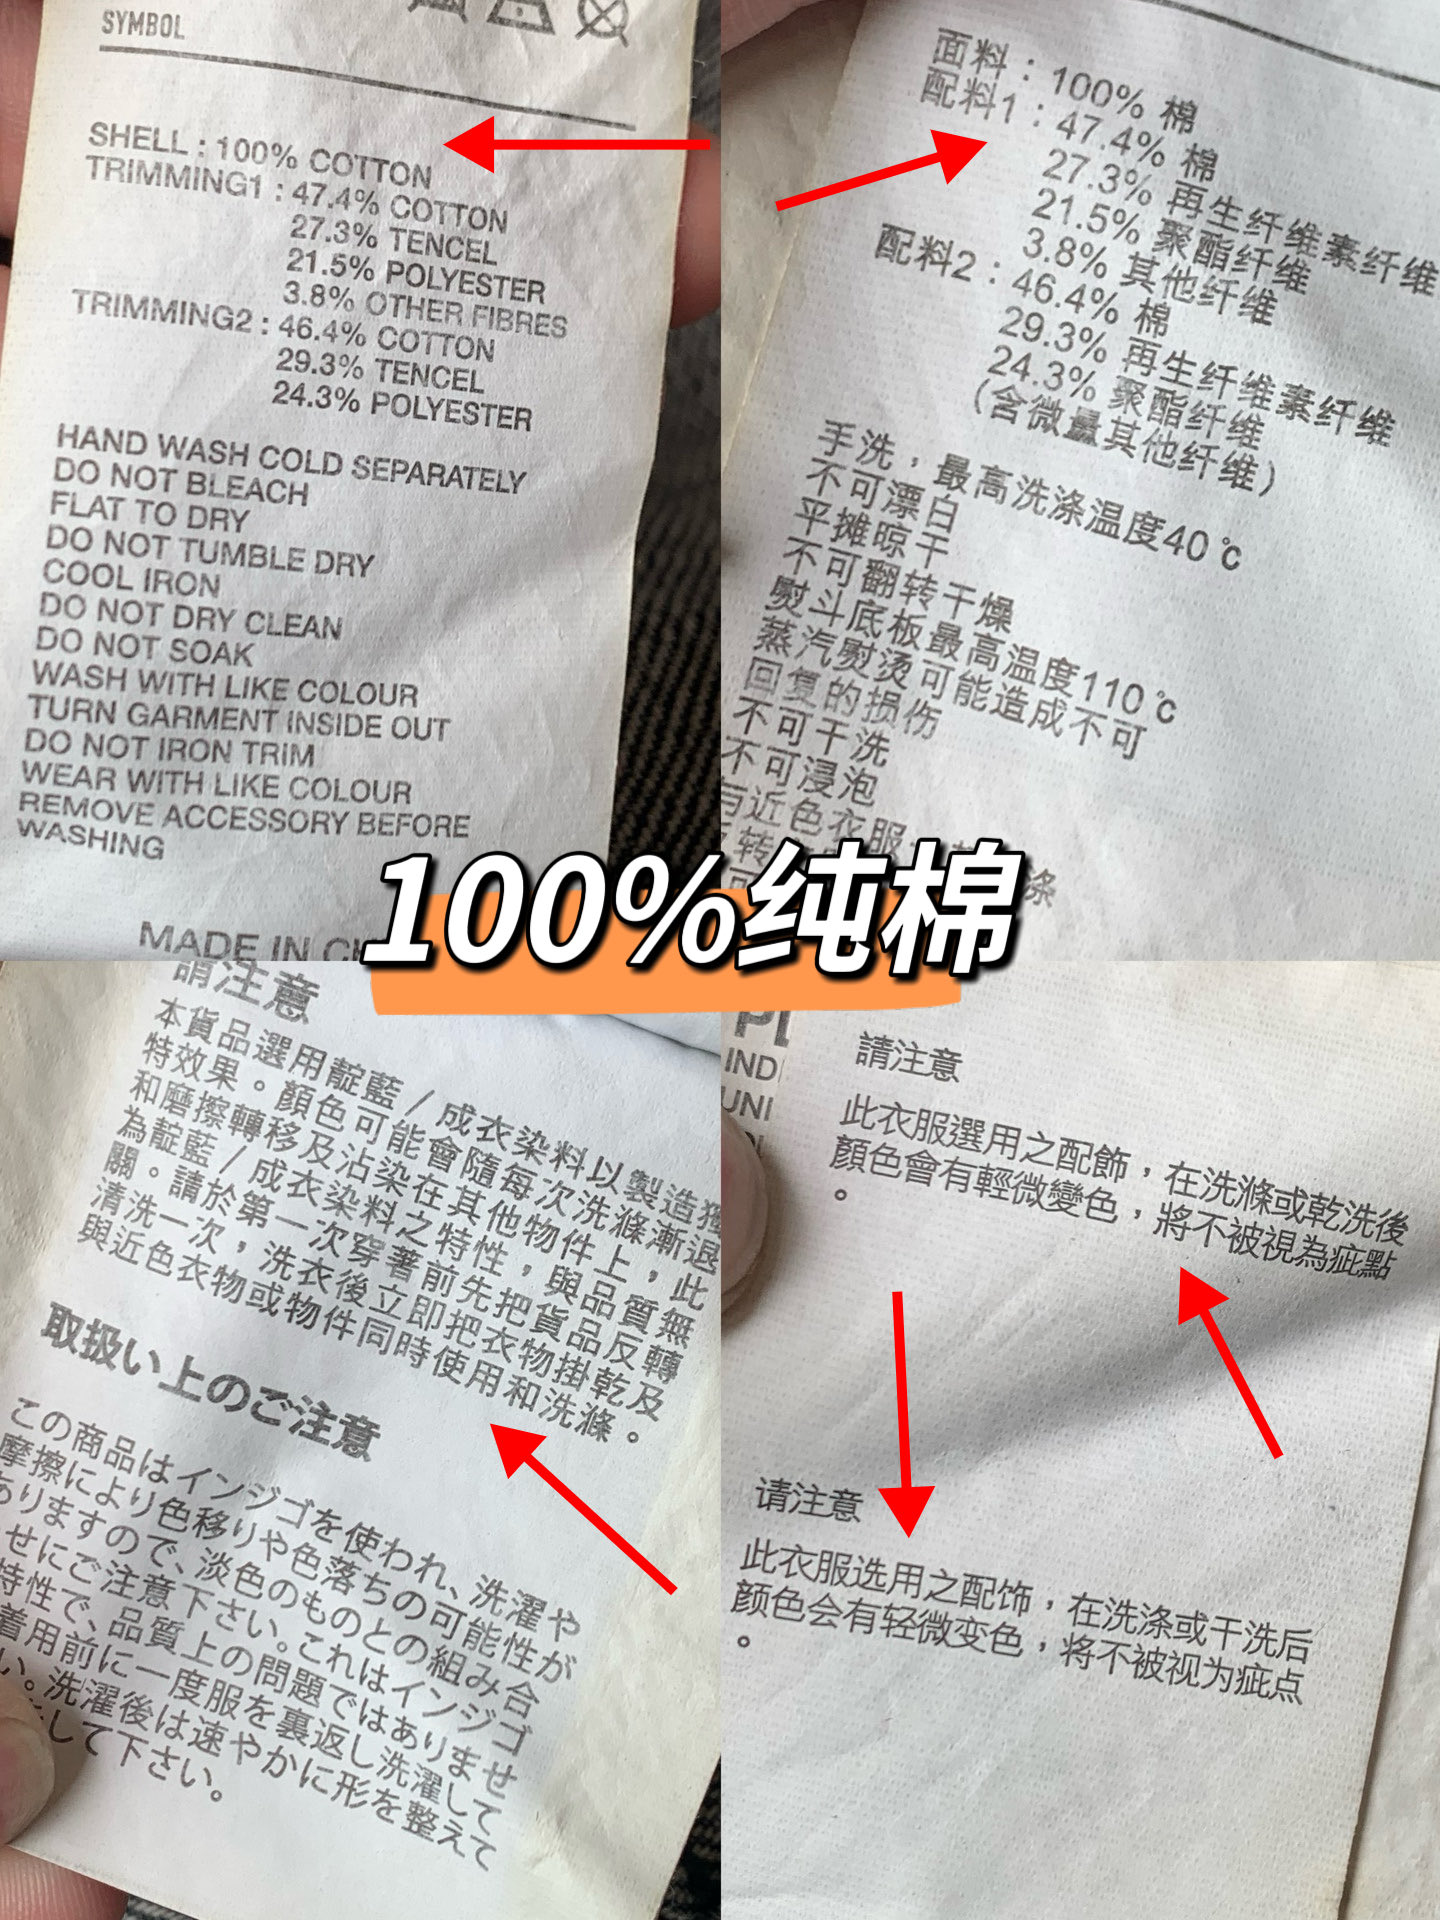 SYMBOL
SHELL : 100% COTTON
TRIMMING1 : 47.4% COTTON
27.3% TENCEL
21.5% POLYESTER
3.8% OTHER FIBRES
TRIMMING2 : 46.4% COTTON
29.3% TENCEL
24.3% POLYESTER
HAND WASH COLD SEPARATELY
DO NOT BLEACH
FLAT TO DRY
DO NOT TUMBLE DRY
COOL IRON
DO NOT DRY CLEAN
DO NOT SOAK
WASH WITH LIKE COLOUR
TURN GARMENT INSIDE OUT
DO NOT IRON TRIM
WEAR WITH LIKE COLOUR
REMOVE ACCESSORY BEFORE
WASHING
MADE IN
面料：100% 棉
配料1：47.4% 棉
27.3% 再生纤维素纤维
21.5% 聚酯纤维
3.8% 其他纤维
配料2：46.4% 棉
29.3% 再生纤维素纤维
24.3% 聚酯纤维
（含微量其他纤维）
手洗，最高洗涤温度40℃
不可漂白
平摊晾干
不可翻转干燥
熨斗底板最高温度110℃
蒸汽熨烫可能造成不可
回复的损伤
不可干洗
不可浸泡
与近色衣服
转
涤
100%纯棉
請注意
本貨品選用靛藍／成衣染料以製造獨
特效果。顏色可能會隨每次洗滌漸退
和磨擦轉移及沾染在其他物件上，此
為靛藍／成衣染料之特性，與品質無
關。請於第一次穿著前先把貨品反轉
清洗一次，洗衣後立即把衣物掛乾及
與近色衣物或物件同時使用和洗滌。
取扱い上のご注意
この商品はインジゴを使われ、洗濯や
摩擦により色移りや色落ちの可能性が
ありますので、淡色のものとの組み合
せにご注意下さい。これはインジゴ
特性で、品質上の問題ではありませ
着用前に一度服を裏返し洗濯して
い。洗濯後は速やかに形を整えて
して下さい。
IND
UNI
請注意
此衣服選用之配飾，在洗滌或乾洗後
顏色會有輕微變色，將不被視為疵點
。
请注意
此衣服选用之配饰，在洗涤或干洗后
颜色会有轻微变色，将不被视为疵点
。